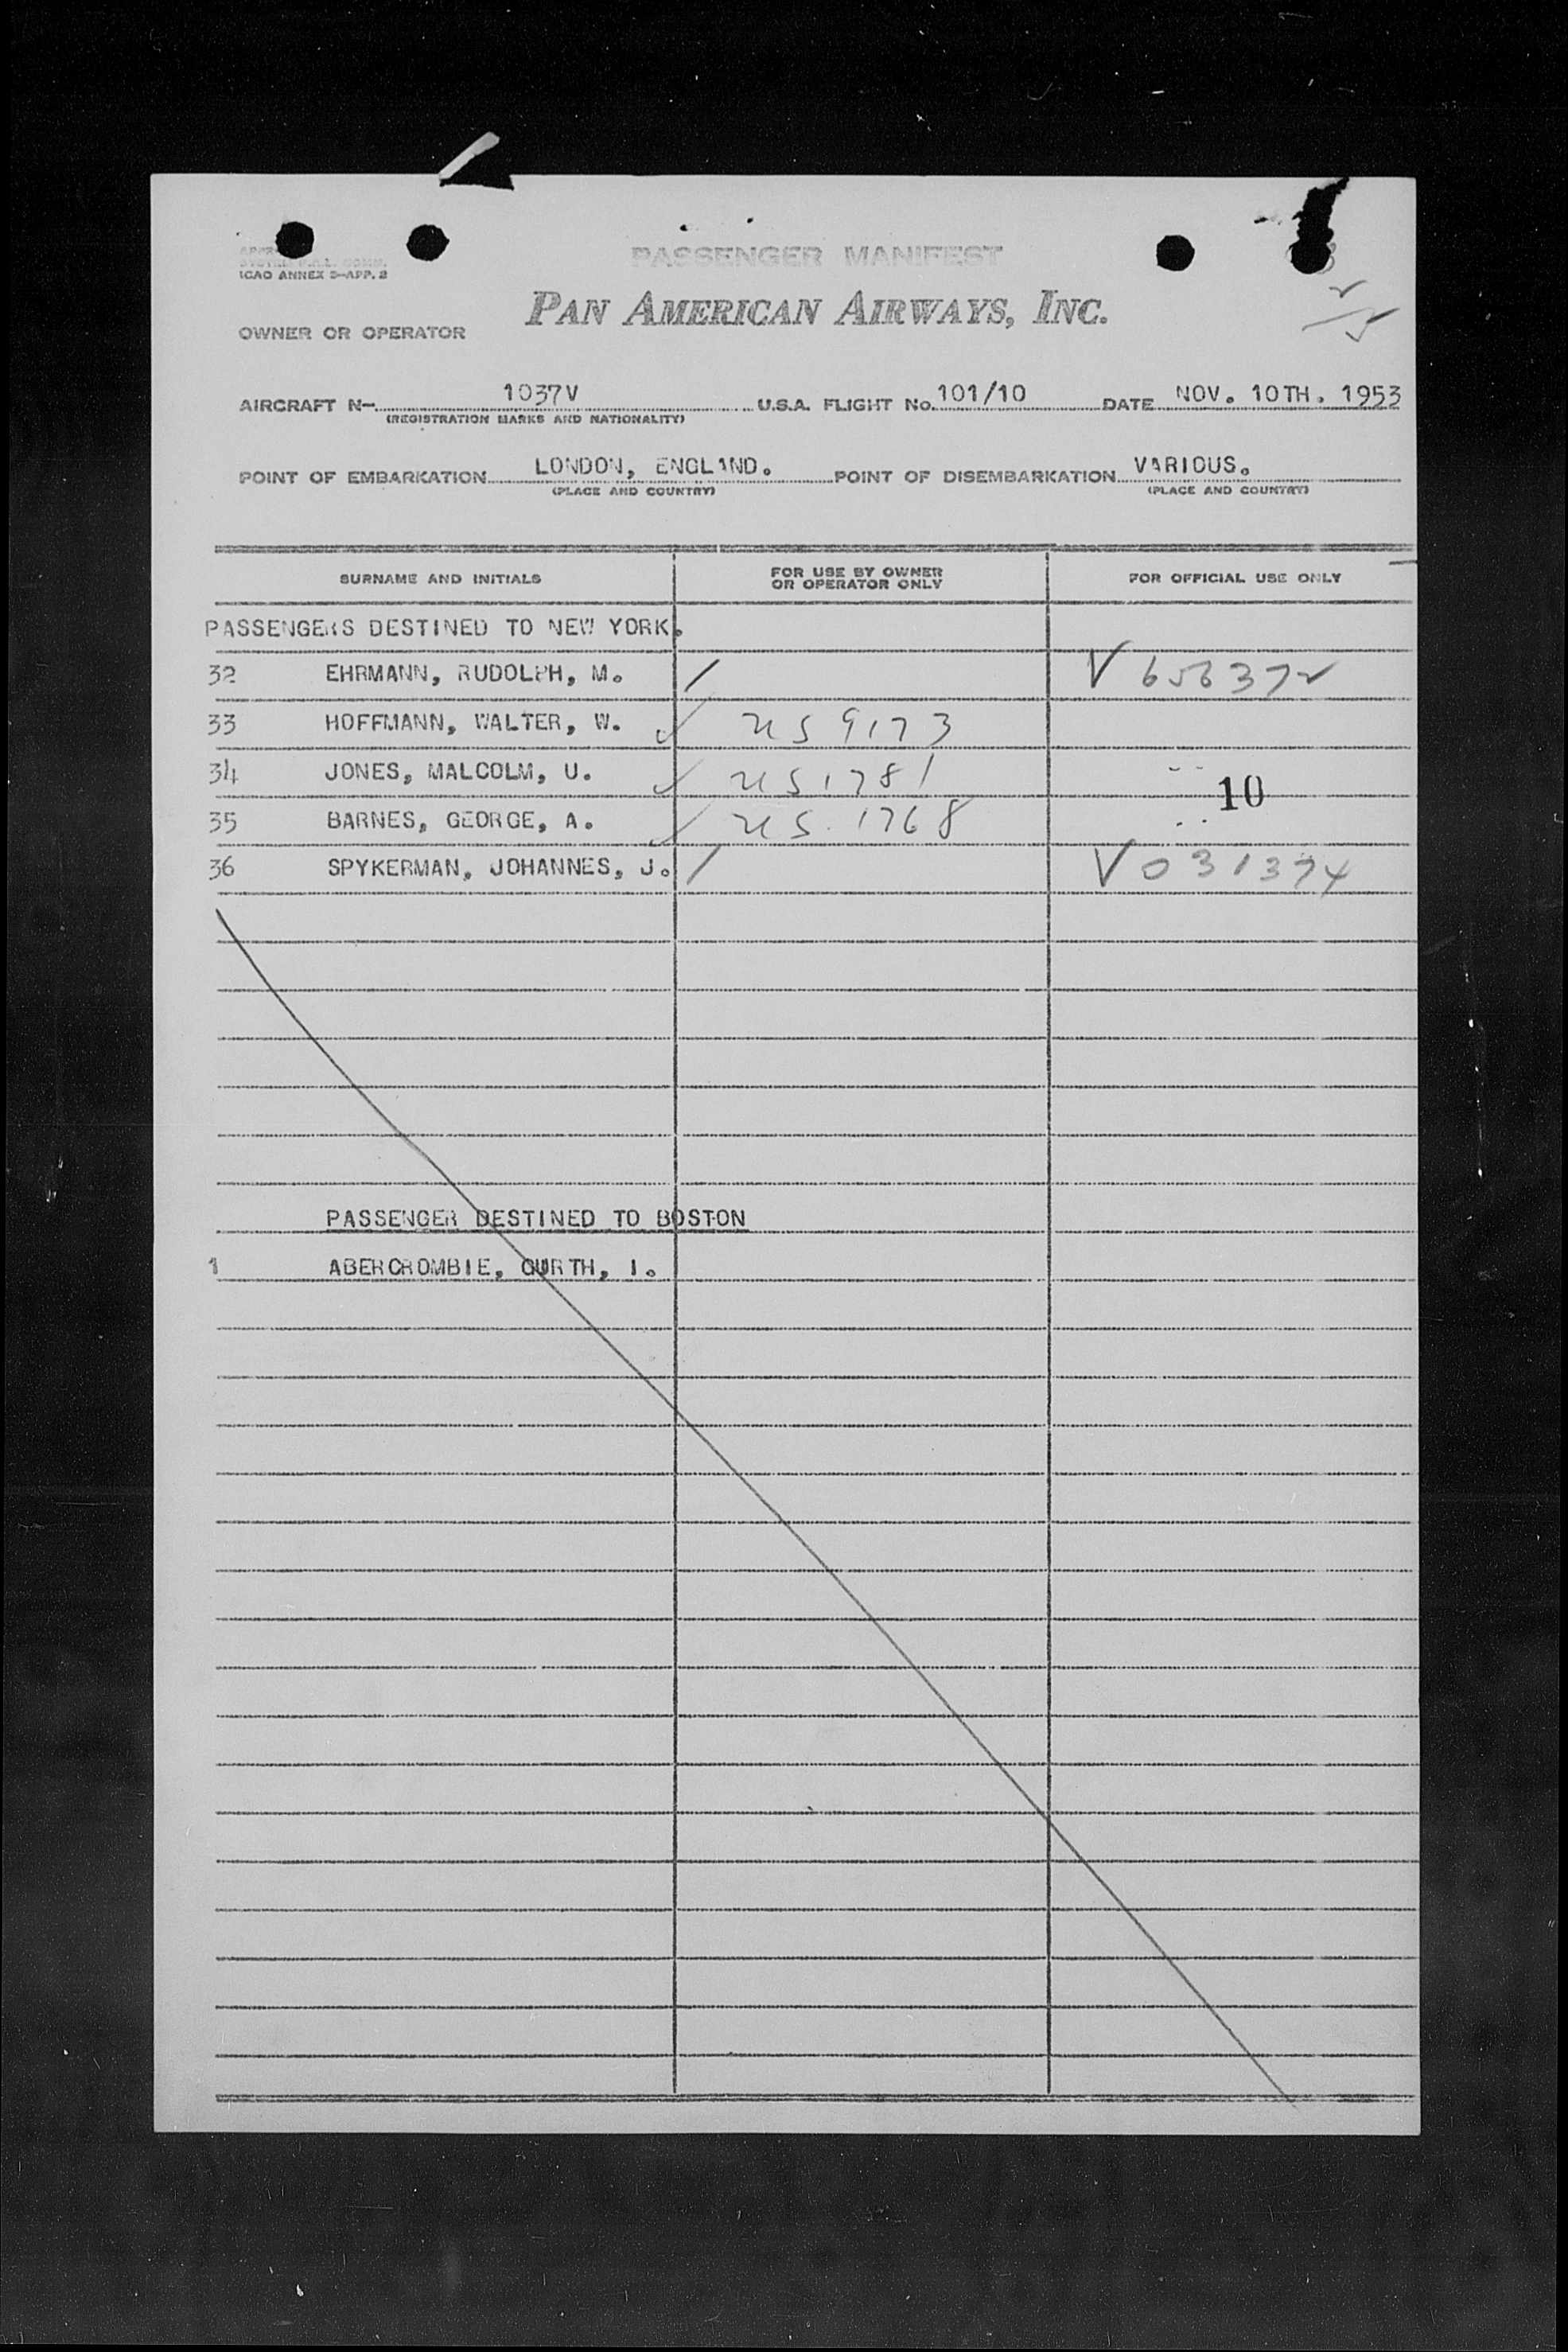 PASSENGER MANIFEST
ICAO ANNEX 9-APP. 2
PAN AMERICAN AIRWAYS, INC.
OWNER OR OPERATOR
AIRCRAFT N- 1037V U.S.A. FLIGHT No. 101/10 DATE NOV. 10TH. 1953
(REGISTRATION MARKS AND NATIONALITY)
POINT OF EMBARKATION LONDON, ENGLAND. POINT OF DISEMBARKATION VARIOUS.
(PLACE AND COUNTRY) (PLACE AND COUNTRY)
SURNAME AND INITIALS FOR USE BY OWNER OR OPERATOR ONLY FOR OFFICIAL USE ONLY
PASSENGERS DESTINED TO NEW YORK.
32 EHRMANN, RUDOLPH, M. / V 656372
33 HOFFMANN, WALTER, W. ✓ US 9173
34 JONES, MALCOLM, U. ✓ US 1781
10
35 BARNES, GEORGE, A. ✓ US. 1768
36 SPYKERMAN, JOHANNES, J. / V 031374
PASSENGER DESTINED TO BOSTON
1 ABERCROMBIE, OURTH, I.